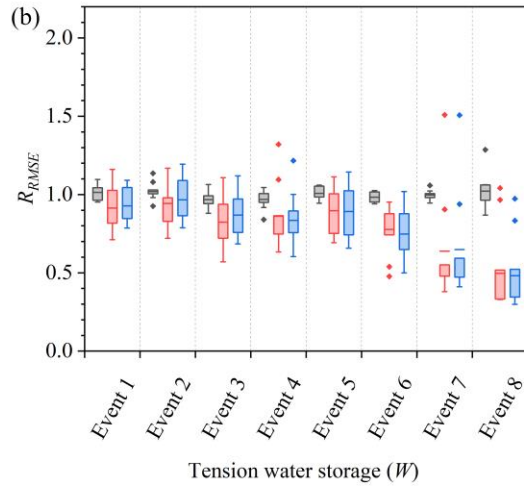 (b)
2.0
1.5
1.0
0.5
0.0
R_RMSE
Event 1
Event 2
Event 3
Event 4
Event 5
Event 6
Event 7
Event 8
Tension water storage (W)